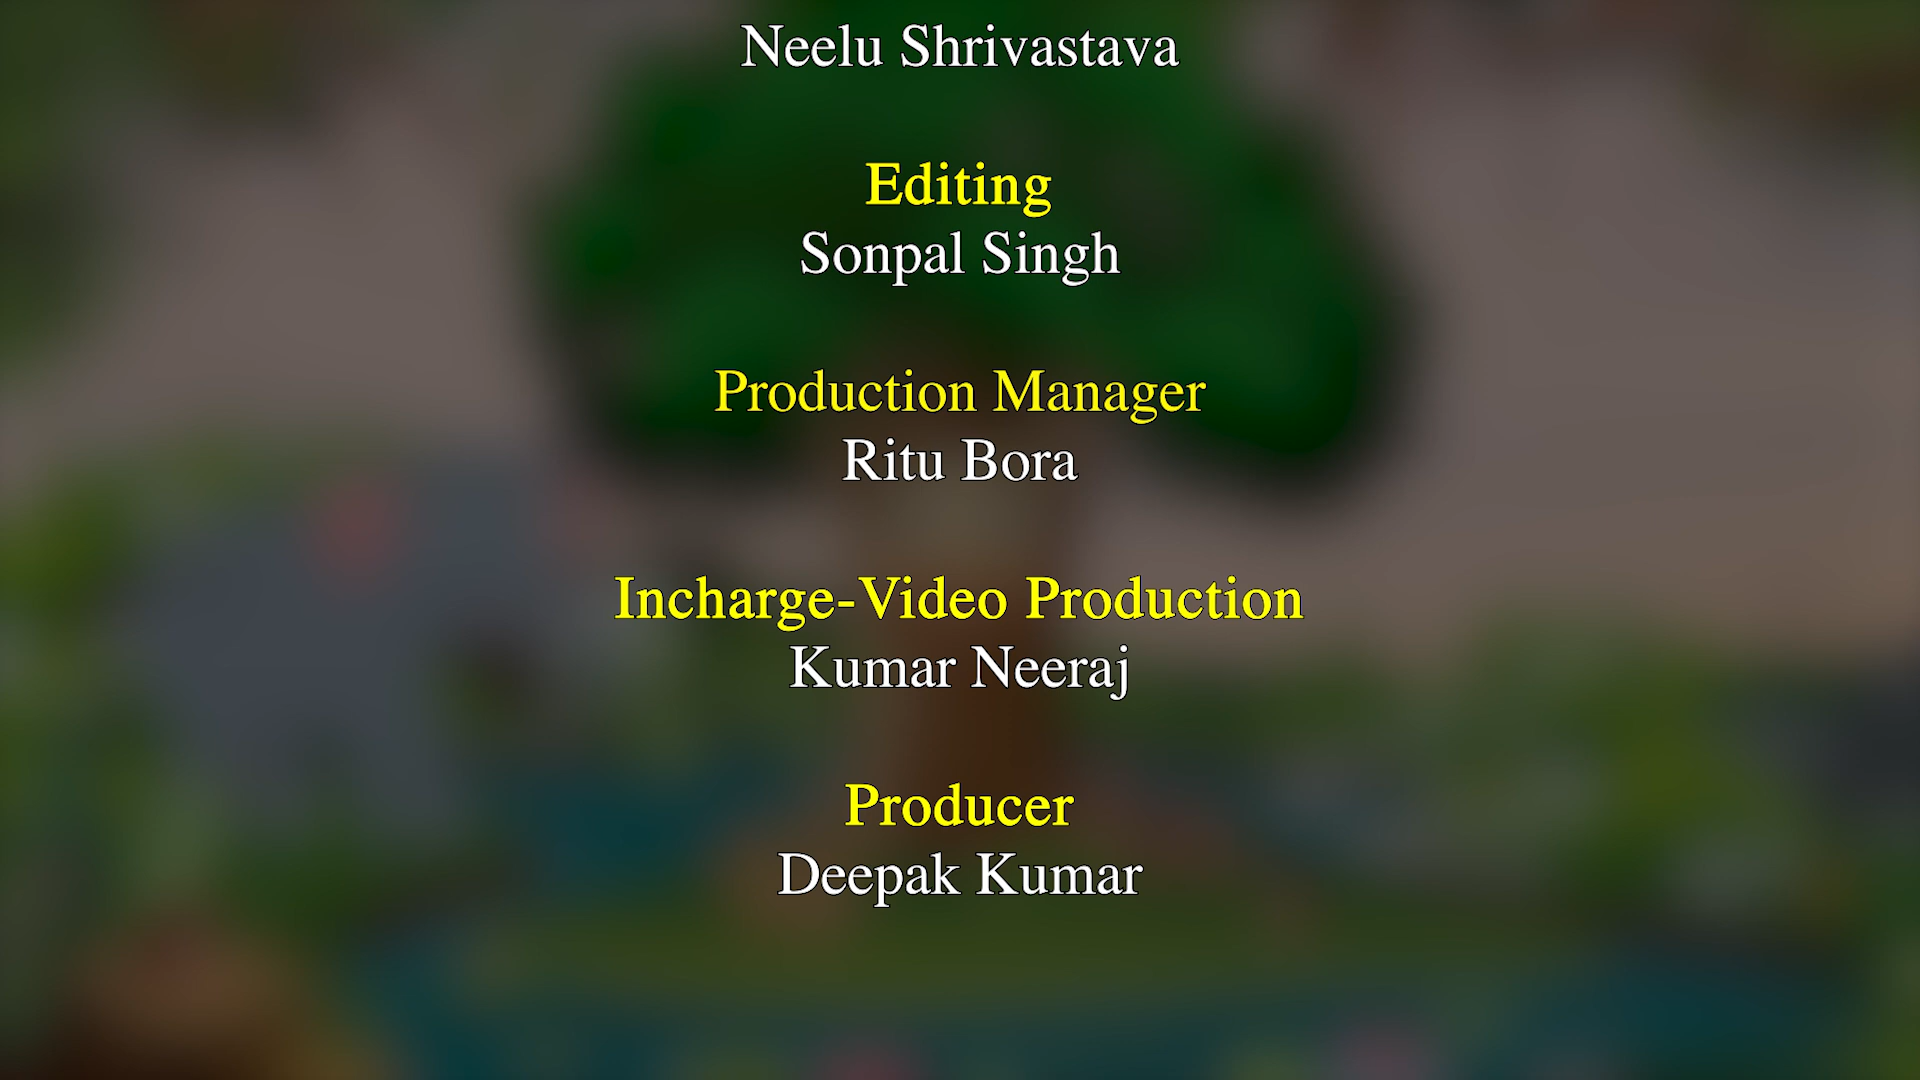 Neelu Shrivastava
Editing
Sonpal Singh
Production Manager
Ritu Bora
Incharge-Video Production
Kumar Neeraj
Producer
Deepak Kumar